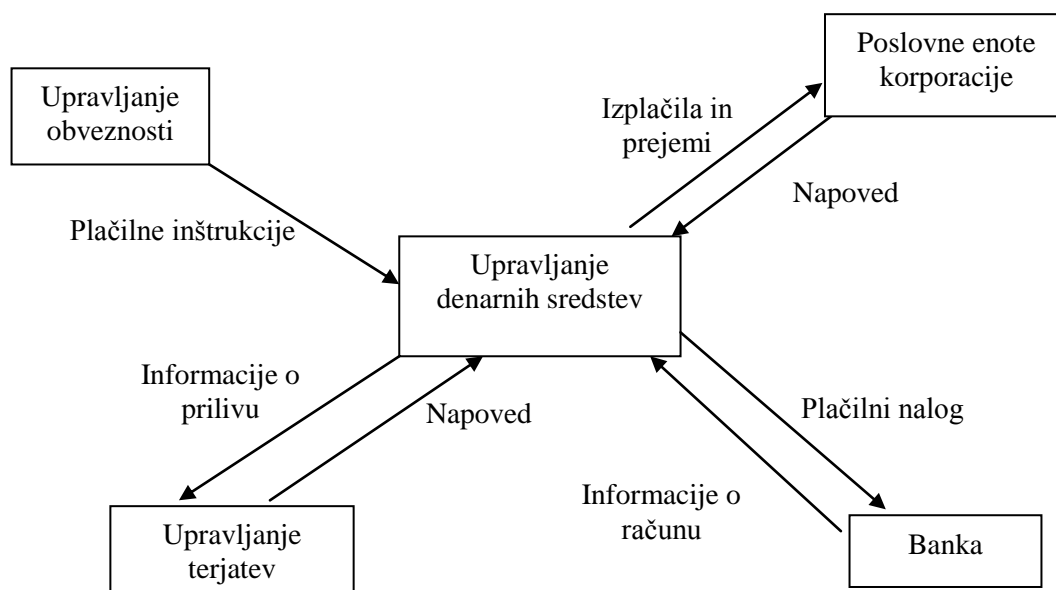 Poslovne enote
korporacije
Upravljanje
obveznosti
Izplačila in
prejemi
Napoved
Plačilne inštrukcije
Upravljanje
denarnih sredstev
Informacije o
prilivu
Napoved
Plačilni nalog
Informacije o
računu
Upravljanje
terjatev
Banka